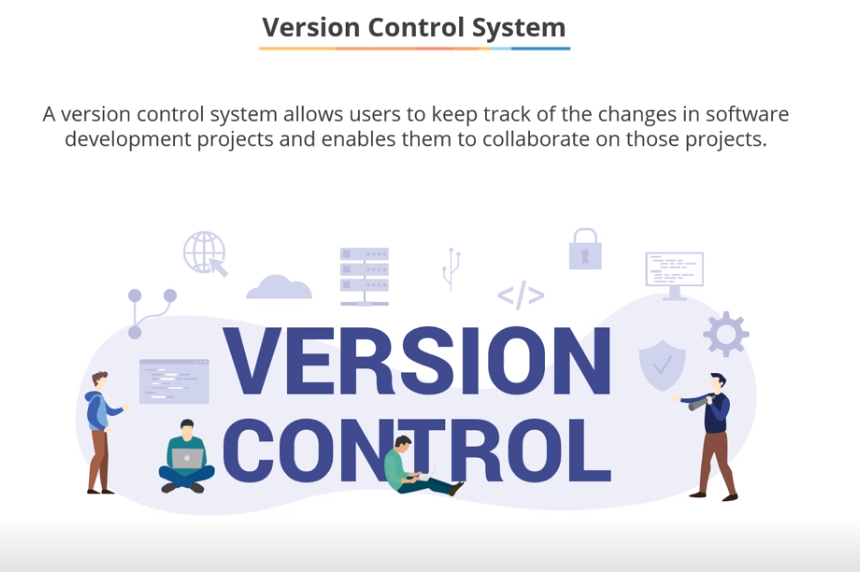 Version Control System
A version control system allows users to keep track of the changes in software
development projects and enables them to collaborate on those projects.
</>
VERSION
CONTROL